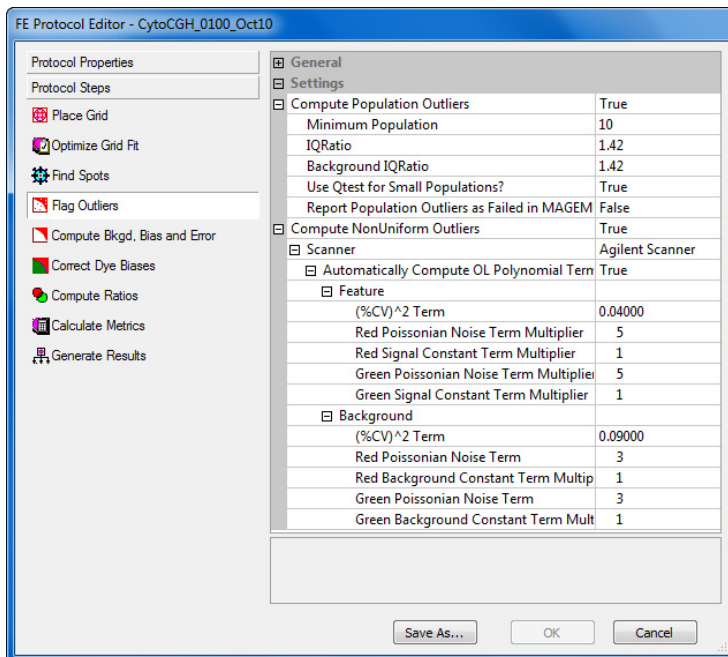 FE Protocol Editor - CytoCGH_0100_Oct10
Protocol Properties
Protocol Steps
Place Grid
Optimize Grid Fit
Find Spots
Flag Outliers
Compute Bkgd, Bias and Error
Correct Dye Biases
Compute Ratios
Calculate Metrics
Generate Results
General
Settings
Compute Population Outliers True
Minimum Population 10
IQRatio 1.42
Background IQRatio 1.42
Use Qtest for Small Populations? True
Report Population Outliers as Failed in MAGEM False
Compute NonUniform Outliers True
Scanner Agilent Scanner
Automatically Compute OL Polynomial Term True
Feature
(%CV)^2 Term 0.04000
Red Poissonian Noise Term Multiplier 5
Red Signal Constant Term Multiplier 1
Green Poissonian Noise Term Multiplier 5
Green Signal Constant Term Multiplier 1
Background
(%CV)^2 Term 0.09000
Red Poissonian Noise Term 3
Red Background Constant Term Multip 1
Green Poissonian Noise Term 3
Green Background Constant Term Mult 1
Save As...
OK
Cancel